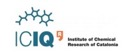 ICIQ
Institute of Chemical
Research of Catalonia